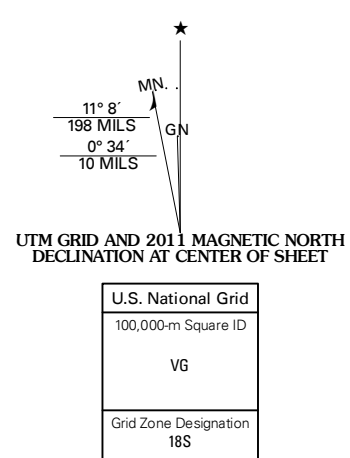 ★
MN
11° 8´
198 MILS
GN
0° 34´
10 MILS
UTM GRID AND 2011 MAGNETIC NORTH
DECLINATION AT CENTER OF SHEET
U.S. National Grid
100,000-m Square ID
VG
Grid Zone Designation
18S